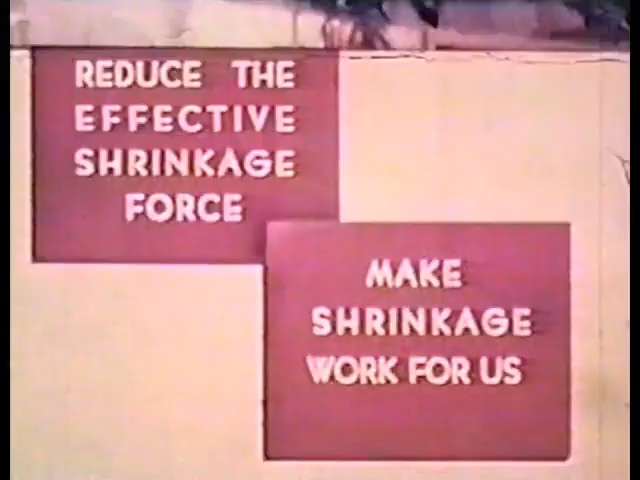 REDUCE THE
EFFECTIVE
SHRINKAGE
FORCE
MAKE
SHRINKAGE
WORK FOR US